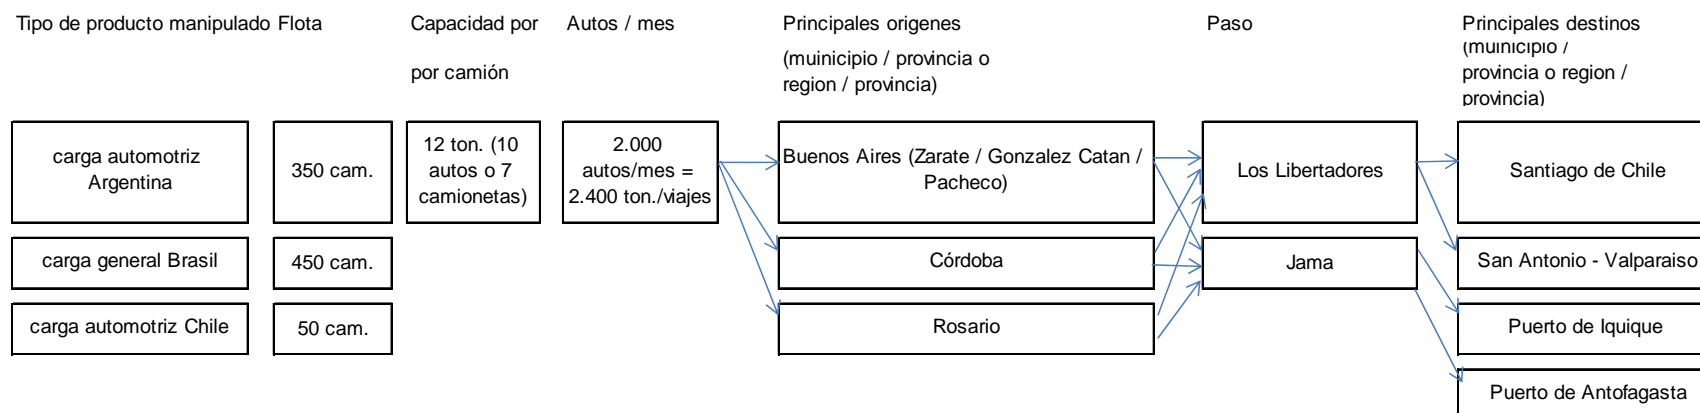 Tipo de producto manipulado
Flota
Capacidad por
por camión
Autos / mes
Principales origenes
(muinicipio / provincia o
region / provincia)
Paso
Principales destinos
(muinicipio /
provincia o region /
provincia)
carga automotriz
Argentina
350 cam.
12 ton. (10
autos o 7
camionetas)
2.000
autos/mes =
2.400 ton./viajes
Buenos Aires (Zarate / Gonzalez Catan /
Pacheco)
Los Libertadores
Santiago de Chile
carga general Brasil
450 cam.
Córdoba
Jama
San Antonio - Valparaiso
carga automotriz Chile
50 cam.
Rosario
Puerto de Iquique
Puerto de Antofagasta